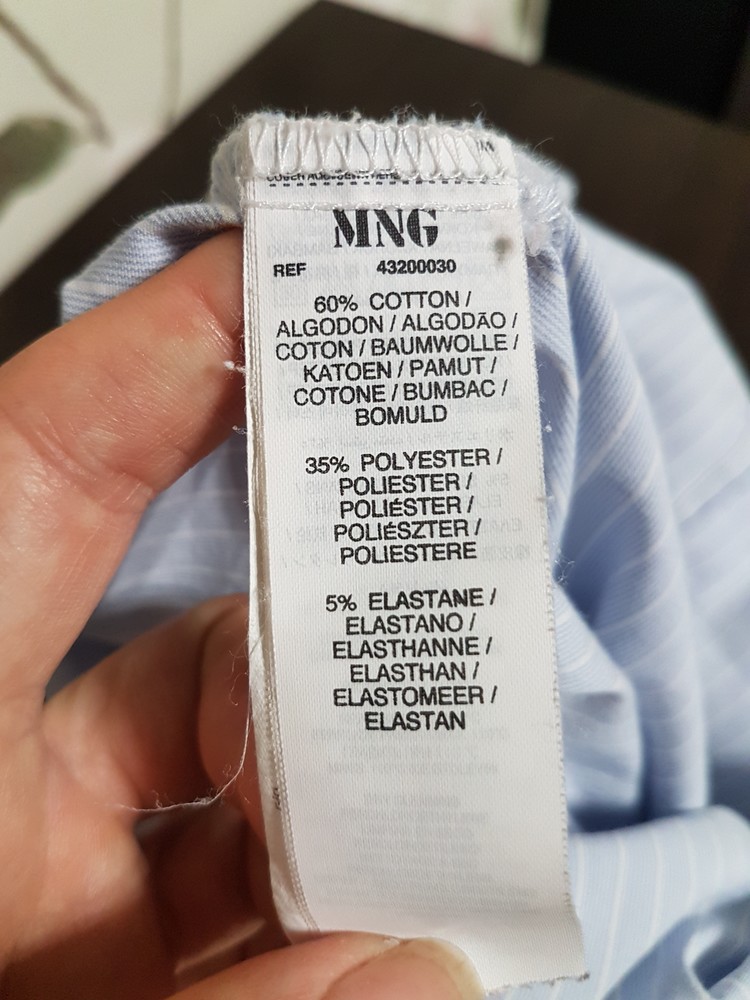 MNG
REF 43200030
60% COTTON /
ALGODON / ALGODÃO /
COTON / BAUMWOLLE /
KATOEN / PAMUT /
COTONE / BUMBAC /
BOMULD
35% POLYESTER /
POLIESTER /
POLIÉSTER /
POLIÉSZTER /
POLIESTERE
5% ELASTANE /
ELASTANO /
ELASTHANNE /
ELASTHAN /
ELASTOMEER /
ELASTAN